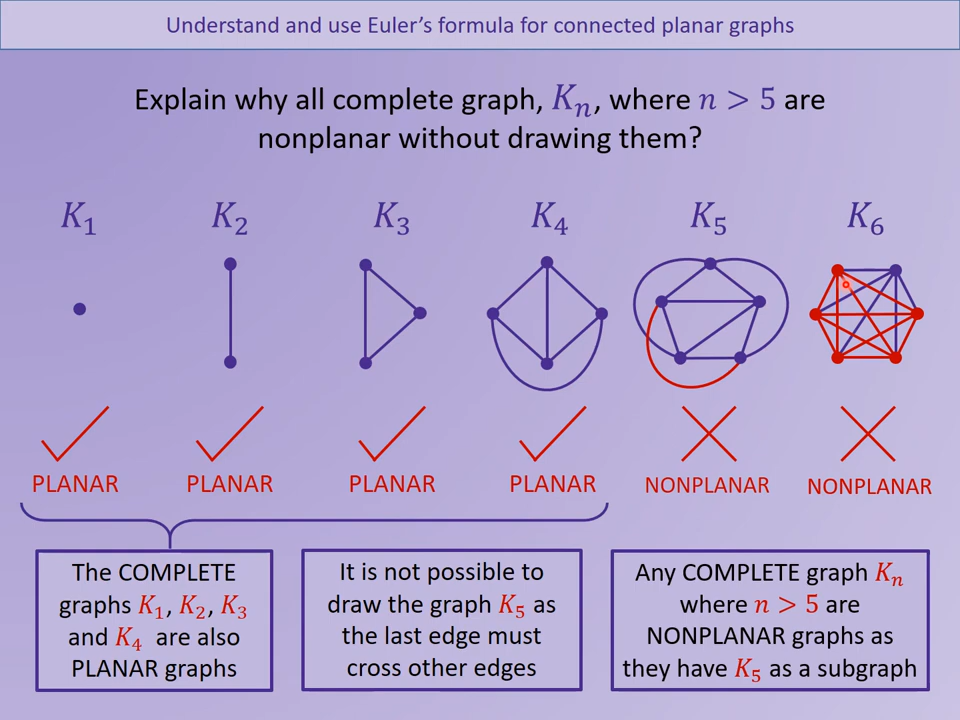 Understand and use Euler's formula for connected planar graphs
Explain why all complete graph, Kₙ, where n > 5 are
nonplanar without drawing them?
K₁ K₂ K₃ K₄ K₅ K₆
PLANAR PLANAR PLANAR PLANAR NONPLANAR NONPLANAR
The COMPLETE
graphs K₁, K₂, K₃
and K₄ are also
PLANAR graphs
It is not possible to
draw the graph K₅ as
the last edge must
cross other edges
Any COMPLETE graph Kₙ
where n > 5 are
NONPLANAR graphs as
they have K₅ as a subgraph